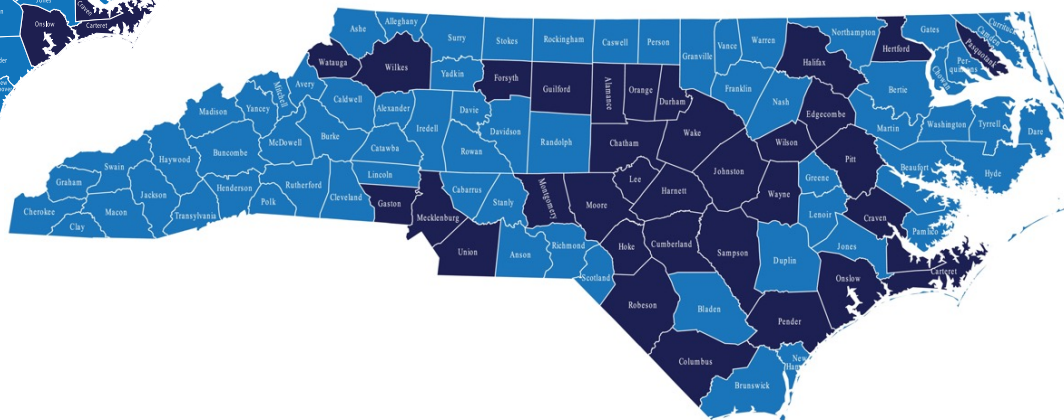 Onslow
Craven
Carteret
Ashe
Alleghany
Surry
Stokes
Rockingham
Caswell
Person
Granville
Vance
Warren
Northampton
Hertford
Gates
Currituck
Camden
Pasquotank
Per-
quimans
Chowan
Watauga
Wilkes
Yadkin
Forsyth
Guilford
Alamance
Orange
Durham
Franklin
Halifax
Nash
Bertie
Edgecombe
Martin
Washington
Tyrrell
Dare
Mitchell
Avery
Caldwell
Alexander
Iredell
Davie
Davidson
Randolph
Chatham
Wake
Wilson
Pitt
Beaufort
Hyde
Madison
Yancey
McDowell
Burke
Catawba
Rowan
Lee
Harnett
Johnston
Wayne
Greene
Swain
Haywood
Buncombe
Lincoln
Cabarrus
Stanly
Montgomery
Moore
Lenoir
Craven
Pamlico
Graham
Jackson
Henderson
Rutherford
Cleveland
Gaston
Mecklenburg
Cherokee
Macon
Clay
Transylvania
Polk
Union
Anson
Richmond
Scotland
Hoke
Cumberland
Sampson
Duplin
Jones
Onslow
Carteret
Robeson
Bladen
Pender
Columbus
Brunswick
New